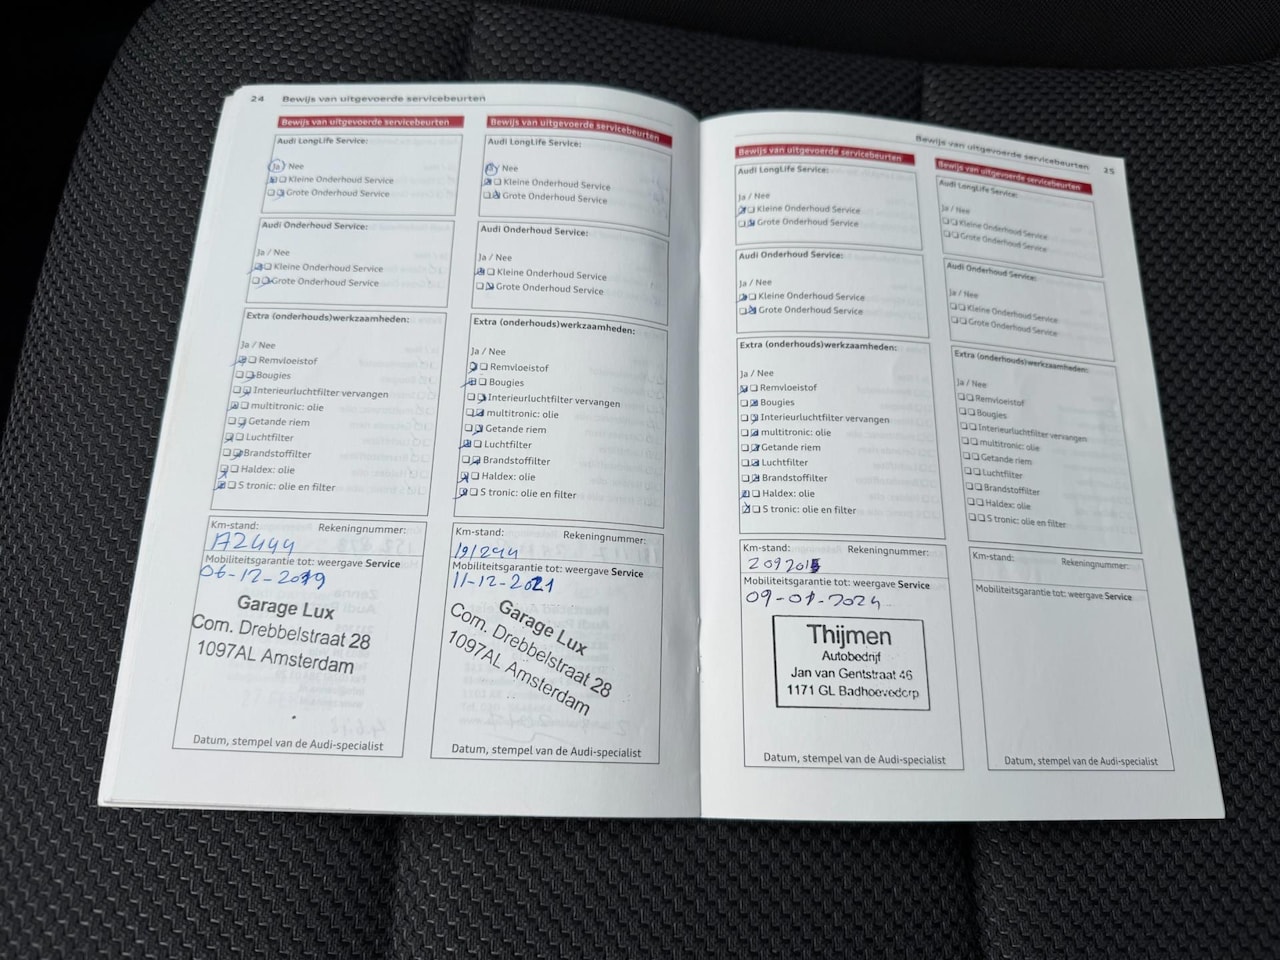 24 Bewijs van uitgevoerde servicebeurten
Bewijs van uitgevoerde servicebeurten
Audi LongLife Service:
Ja / Nee
Kleine Onderhoud Service
Grote Onderhoud Service
Audi Onderhoud Service:
Ja / Nee
Kleine Onderhoud Service
Grote Onderhoud Service
Extra (onderhouds)werkzaamheden:
Ja / Nee
Remvloeistof
Bougies
Interieurluchtfilter vervangen
multitronic: olie
Getande riem
Luchtfilter
Brandstoffilter
Haldex: olie
S tronic: olie en filter
Km-stand: Rekeningnummer:
Mobiliteitsgarantie tot: weergave Service
06-12-2019
Garage Lux
Com. Drebbelstraat 28
1097AL Amsterdam
Datum, stempel van de Audi-specialist
Bewijs van uitgevoerde servicebeurten
Audi LongLife Service:
Ja / Nee
Kleine Onderhoud Service
Grote Onderhoud Service
Audi Onderhoud Service:
Ja / Nee
Kleine Onderhoud Service
Grote Onderhoud Service
Extra (onderhouds)werkzaamheden:
Ja / Nee
Remvloeistof
Bougies
Interieurluchtfilter vervangen
multitronic: olie
Getande riem
Luchtfilter
Brandstoffilter
Haldex: olie
S tronic: olie en filter
Km-stand: Rekeningnummer:
191244
Mobiliteitsgarantie tot: weergave Service
11-12-2021
Garage Lux
Com. Drebbelstraat 28
1097AL Amsterdam
Datum, stempel van de Audi-specialist
Bewijs van uitgevoerde servicebeurten 25
Bewijs van uitgevoerde servicebeurten
Audi LongLife Service:
Ja / Nee
Kleine Onderhoud Service
Grote Onderhoud Service
Audi Onderhoud Service:
Ja / Nee
Kleine Onderhoud Service
Grote Onderhoud Service
Extra (onderhouds)werkzaamheden:
Ja / Nee
Remvloeistof
Bougies
Interieurluchtfilter vervangen
multitronic: olie
Getande riem
Luchtfilter
Brandstoffilter
Haldex: olie
S tronic: olie en filter
Km-stand: Rekeningnummer:
209205
Mobiliteitsgarantie tot: weergave Service
09-01-2024
Thijmen
Autobedrijf
Jan van Gentstraat 46
1171 GL Badhoevedorp
Datum, stempel van de Audi-specialist
Bewijs van uitgevoerde servicebeurten
Audi LongLife Service:
Ja / Nee
Kleine Onderhoud Service
Grote Onderhoud Service
Audi Onderhoud Service:
Ja / Nee
Kleine Onderhoud Service
Grote Onderhoud Service
Extra (onderhouds)werkzaamheden:
Ja / Nee
Remvloeistof
Bougies
Interieurluchtfilter vervangen
multitronic: olie
Getande riem
Luchtfilter
Brandstoffilter
Haldex: olie
S tronic: olie en filter
Km-stand: Rekeningnummer:
Mobiliteitsgarantie tot: weergave Service
Datum, stempel van de Audi-specialist